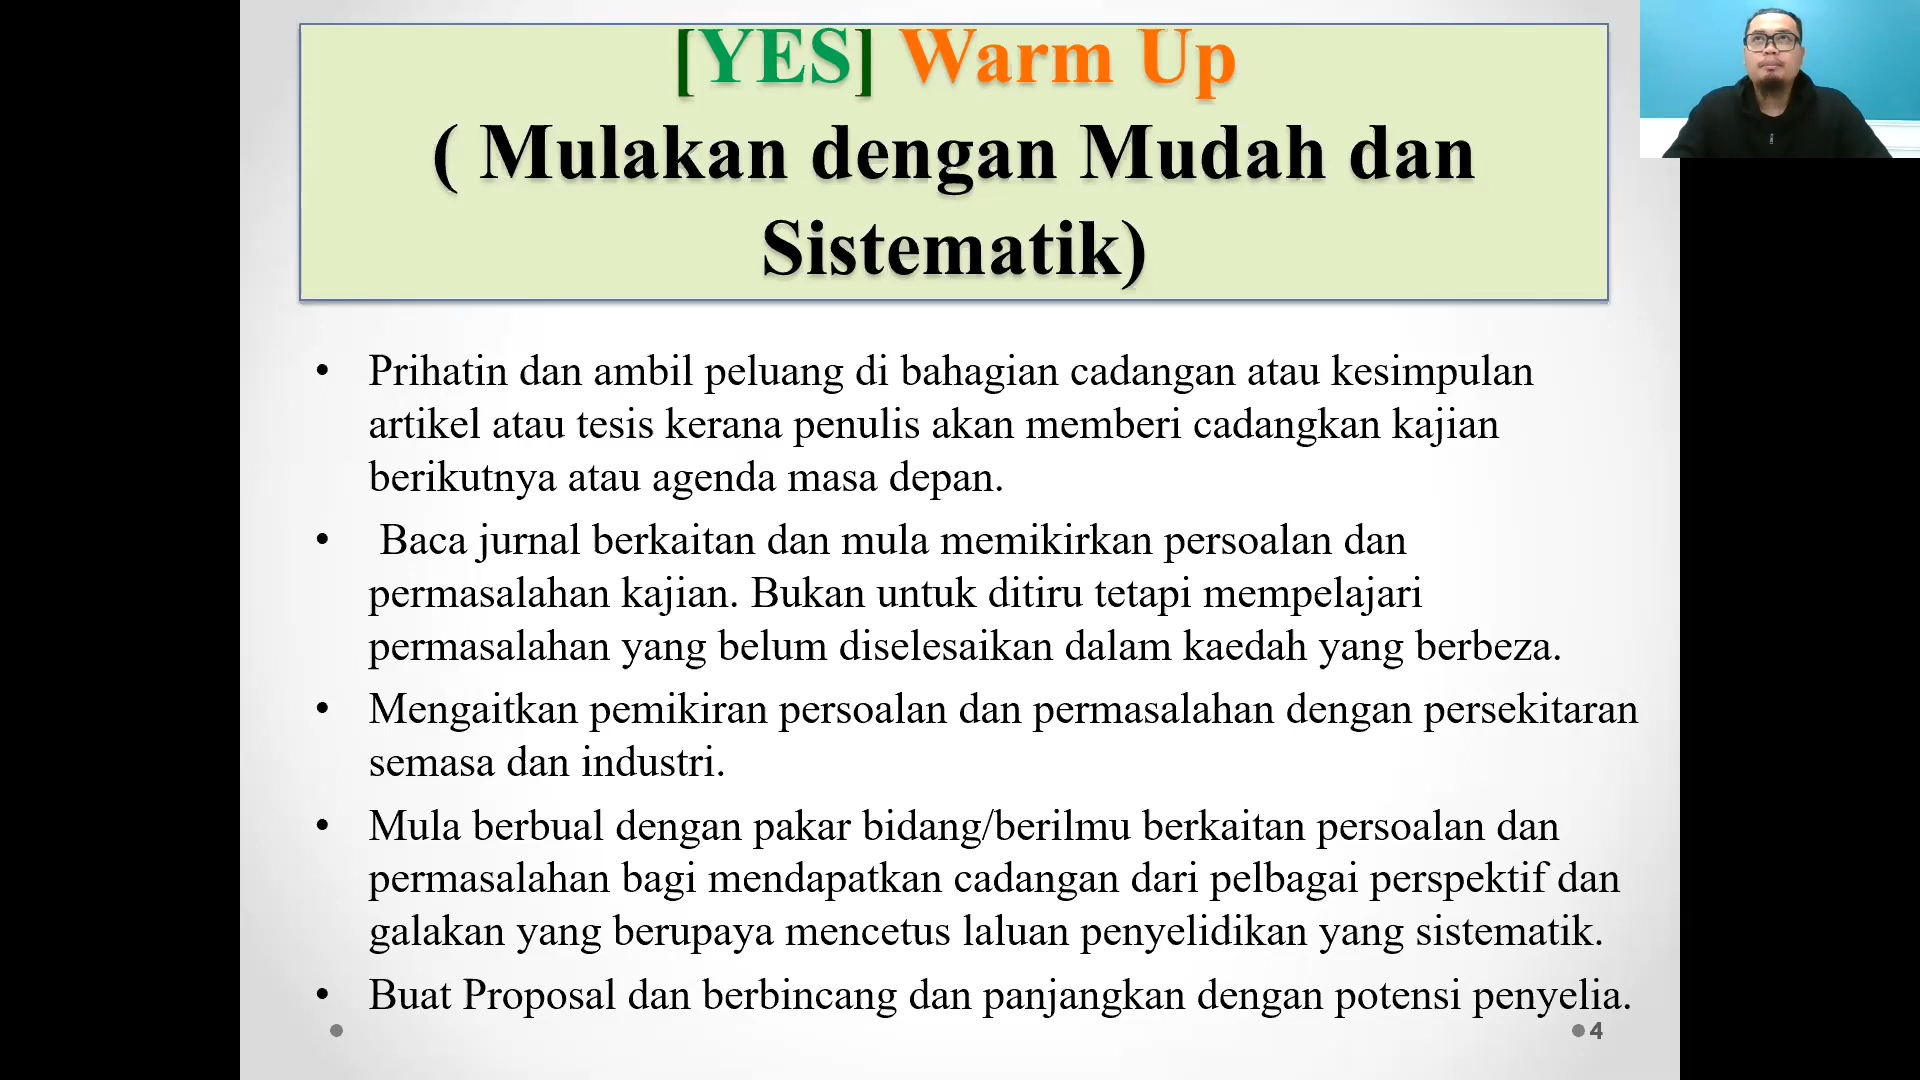 [YES] Warm Up
( Mulakan dengan Mudah dan
Sistematik)
• Prihatin dan ambil peluang di bahagian cadangan atau kesimpulan
artikel atau tesis kerana penulis akan memberi cadangkan kajian
berikutnya atau agenda masa depan.
• Baca jurnal berkaitan dan mula memikirkan persoalan dan
permasalahan kajian. Bukan untuk ditiru tetapi mempelajari
permasalahan yang belum diselesaikan dalam kaedah yang berbeza.
• Mengaitkan pemikiran persoalan dan permasalahan dengan persekitaran
semasa dan industri.
• Mula berbual dengan pakar bidang/berilmu berkaitan persoalan dan
permasalahan bagi mendapatkan cadangan dari pelbagai perspektif dan
galakan yang berupaya mencetus laluan penyelidikan yang sistematik.
• Buat Proposal dan berbincang dan panjangkan dengan potensi penyelia.
4